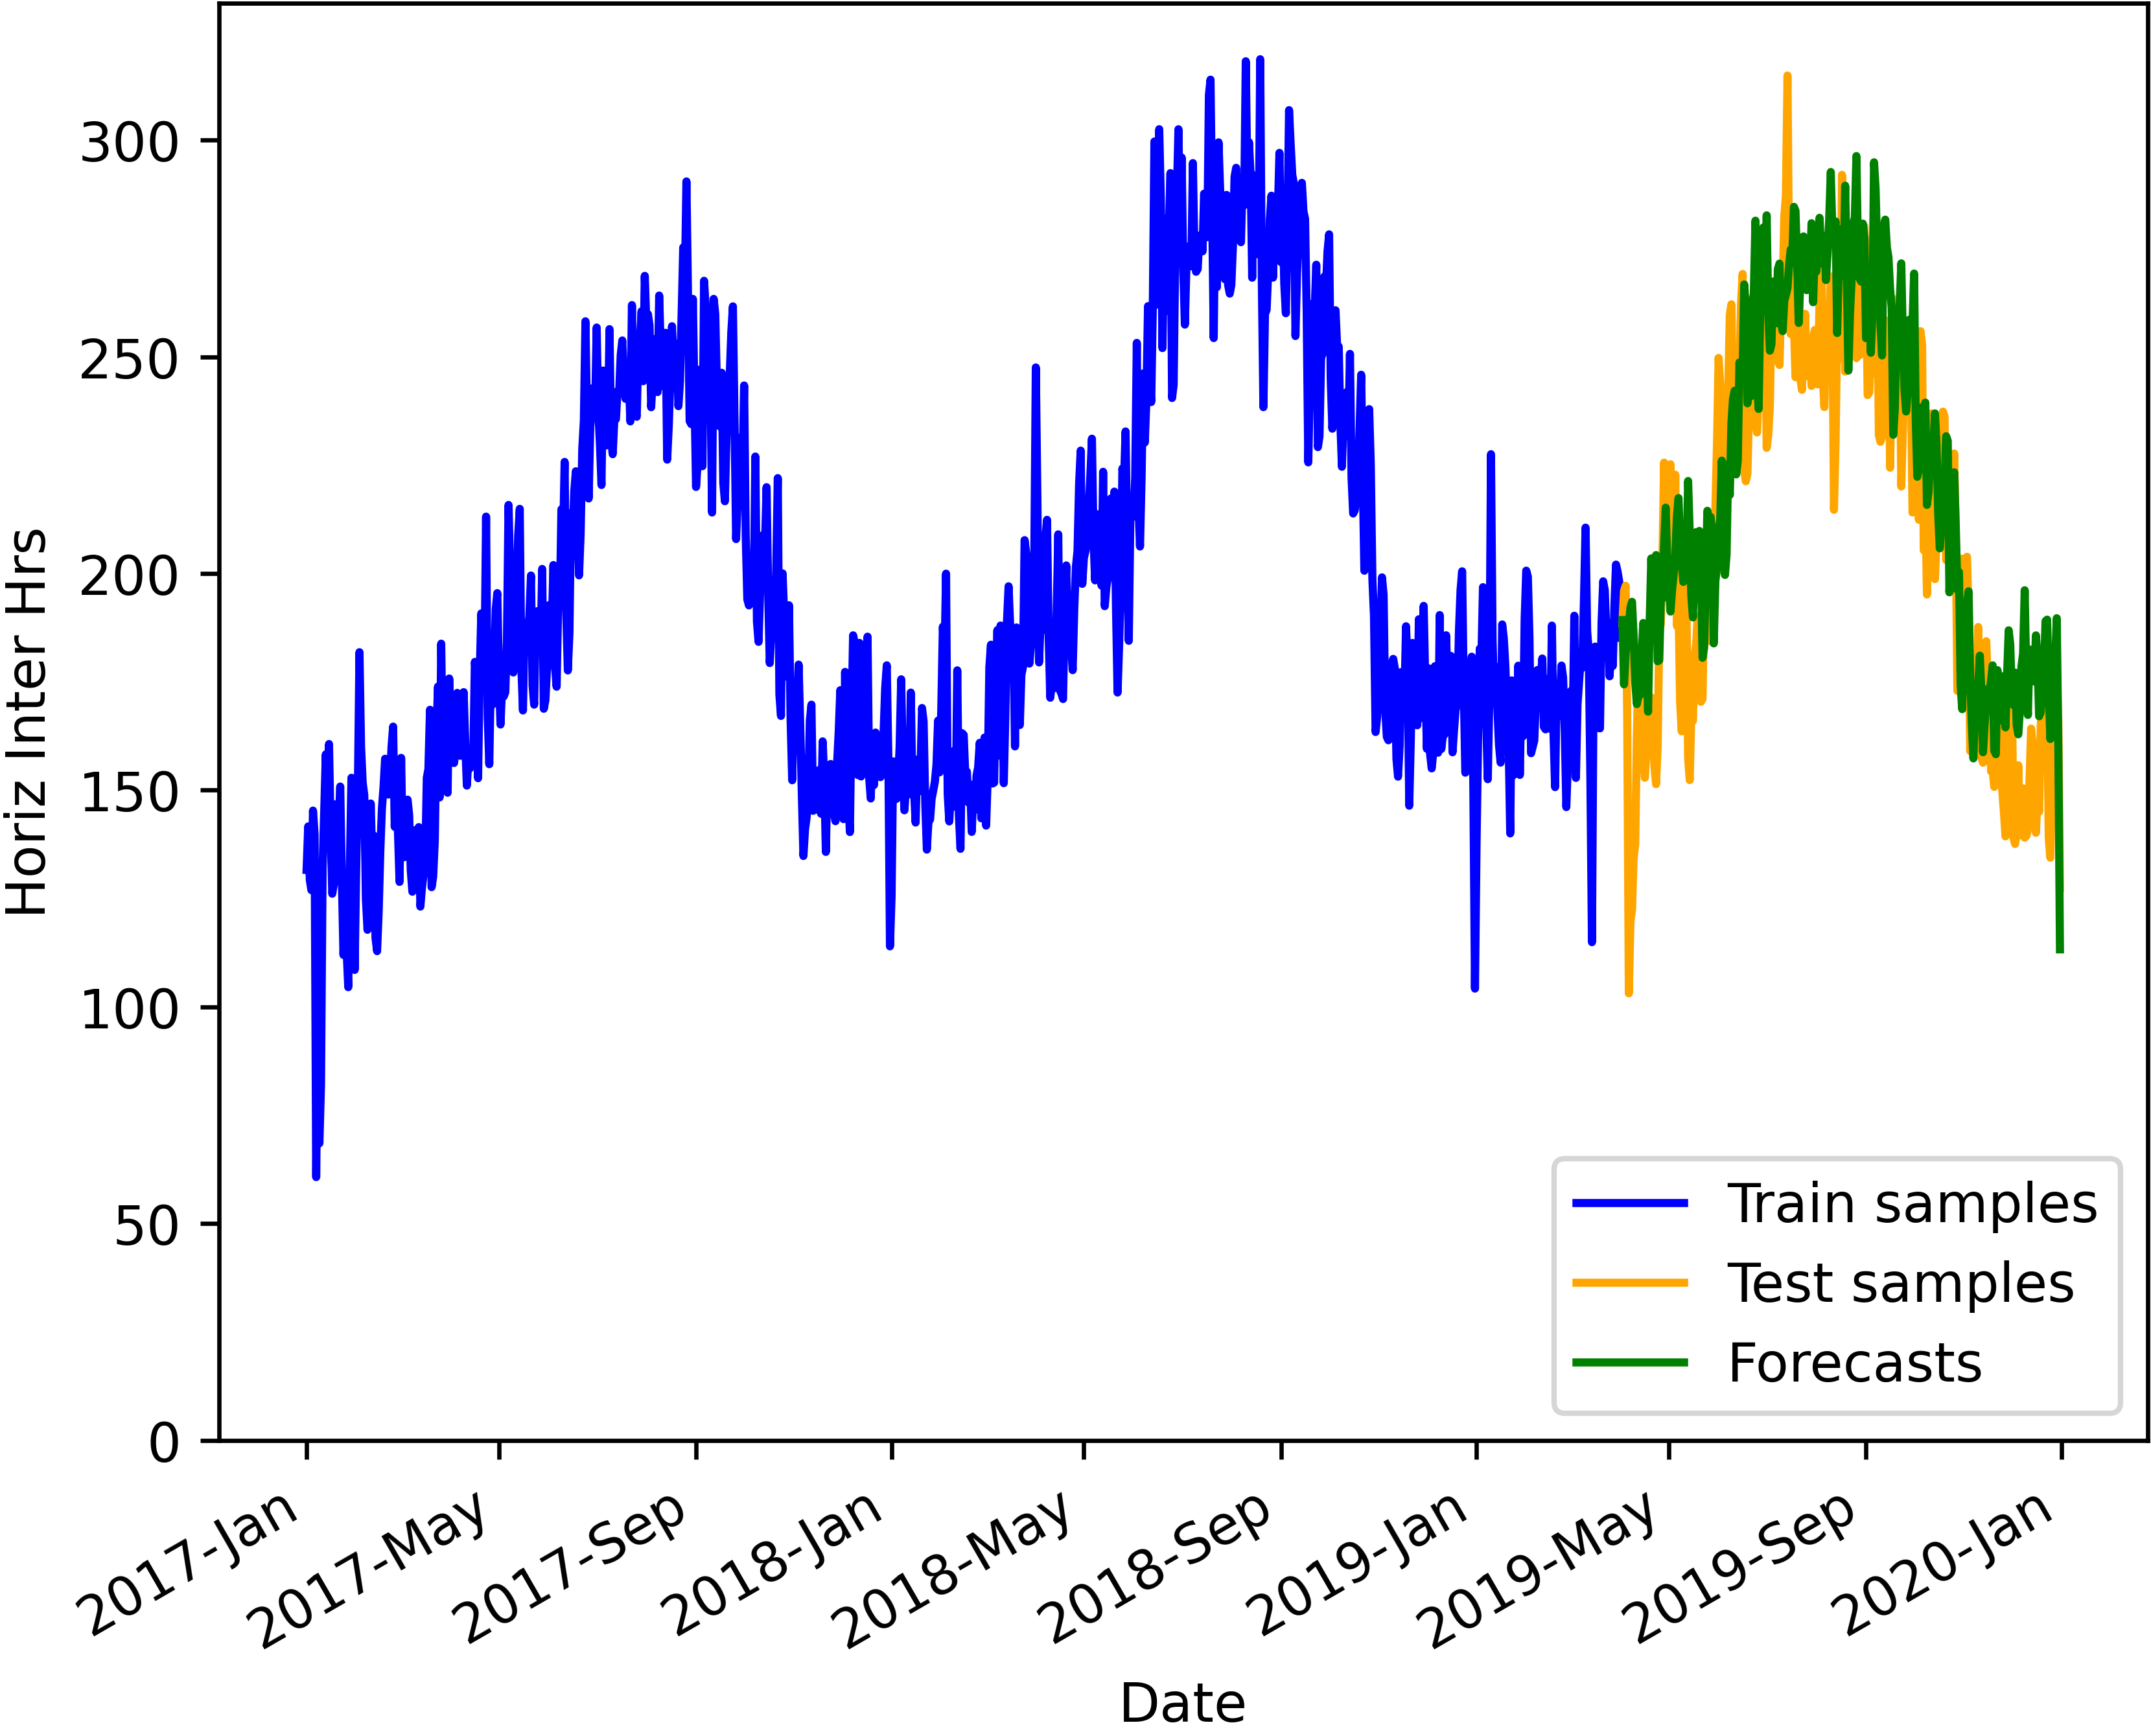 Horiz Inter Hrs
300
250
200
150
100
50
0
Train samples
Test samples
Forecasts
2017-Jan
2017-May
2017-Sep
2018-Jan
2018-May
2018-Sep
2019-Jan
2019-May
2019-Sep
2020-Jan
Date